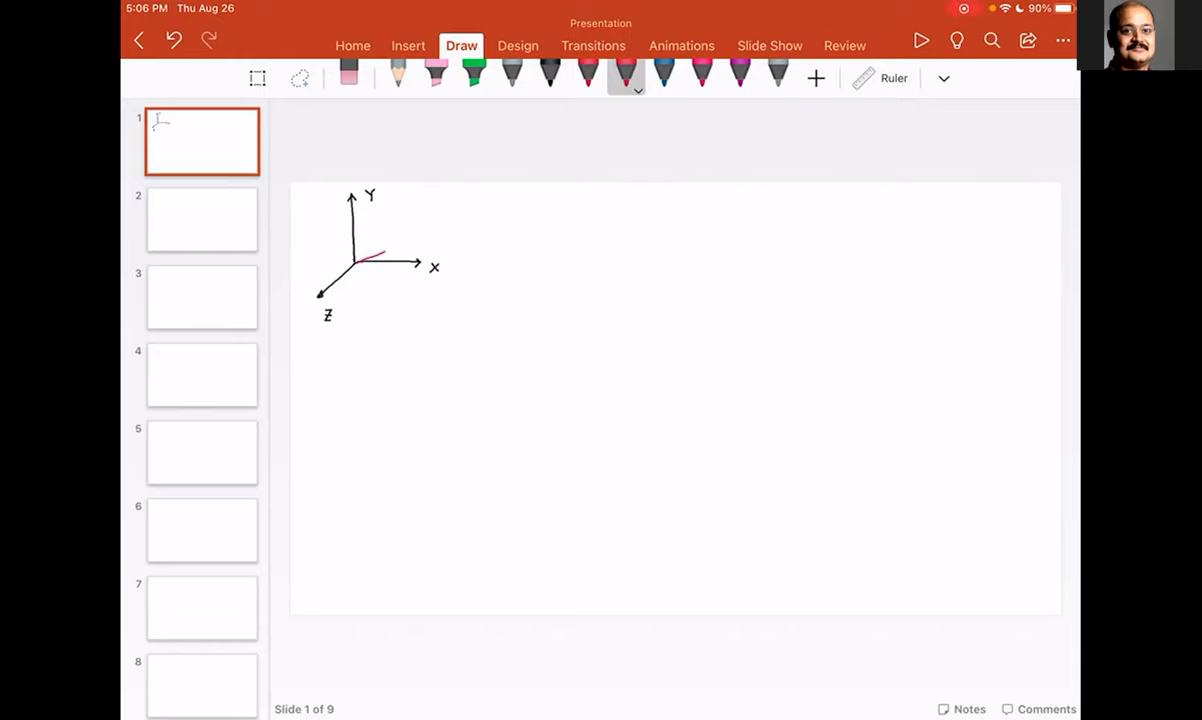 5:06 PM Thu Aug 26
90%
Presentation
Home Insert Draw Design Transitions Animations Slide Show Review
Ruler
1
2
3
4
5
6
7
8
Y
X
Z
Slide 1 of 9
Notes Comments